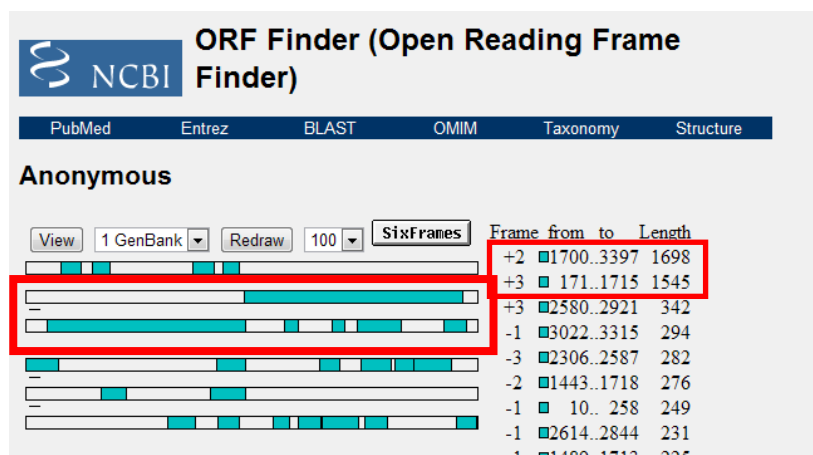 ORF Finder (Open Reading Frame
NCBI Finder)
PubMed Entrez BLAST OMIM Taxonomy Structure
Anonymous
View 1 GenBank Redraw 100 SixFrames
Frame from to Length
+2 1700..3397 1698
+3 171..1715 1545
+3 2580..2921 342
-1 3022..3315 294
-3 2306..2587 282
-2 1443..1718 276
-1 10.. 258 249
-1 2614..2844 231